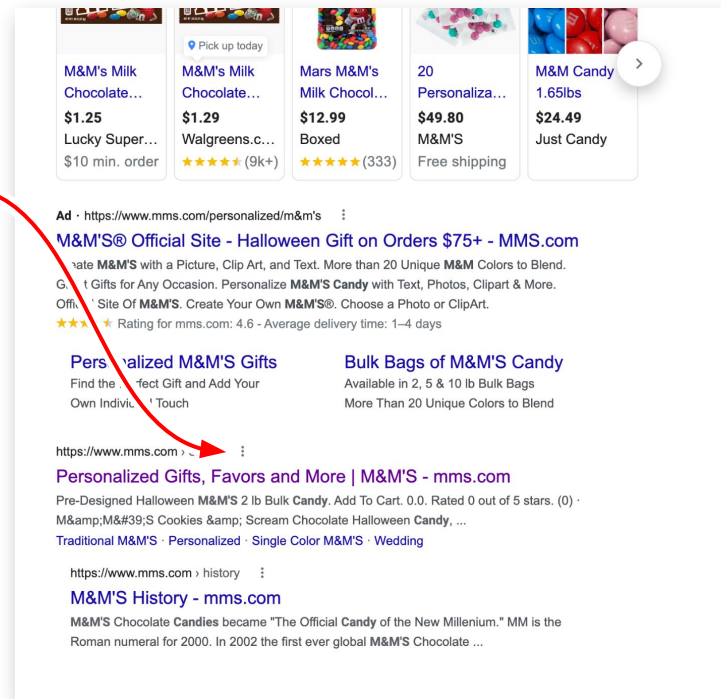 Pick up today
M&M's Milk Chocolate…
$1.25
Lucky Super…
$10 min. order
M&M's Milk Chocolate…
$1.29
Walgreens.c…
(9k+)
Mars M&M's Milk Chocol…
$12.99
Boxed
(333)
20 Personaliza…
$49.80
M&M'S
Free shipping
M&M Candy 1.65lbs
$24.49
Just Candy
Ad · https://www.mms.com/personalized/m&m's
M&M'S® Official Site - Halloween Gift on Orders $75+ - MMS.com
M&M'S with a Picture, Clip Art, and Text. More than 20 Unique M&M Colors to Blend.
Gifts for Any Occasion. Personalize M&M'S Candy with Text, Photos, Clipart & More.
Site Of M&M'S. Create Your Own M&M'S®. Choose a Photo or ClipArt.
Rating for mms.com: 4.6 - Average delivery time: 1–4 days
M&M'S Gifts
Find the Gift and Add Your
Own Touch
Bulk Bags of M&M'S Candy
Available in 2, 5 & 10 lb Bulk Bags
More Than 20 Unique Colors to Blend
https://www.mms.com ›
Personalized Gifts, Favors and More | M&M'S - mms.com
Pre-Designed Halloween M&M'S 2 lb Bulk Candy. Add To Cart. 0.0. Rated 0 out of 5 stars. (0) ·
M&amp;M&#39;S Cookies &amp; Scream Chocolate Halloween Candy, ...
Traditional M&M'S · Personalized · Single Color M&M'S · Wedding
https://www.mms.com › history
M&M'S History - mms.com
M&M'S Chocolate Candies became "The Official Candy of the New Millenium." MM is the
Roman numeral for 2000. In 2002 the first ever global M&M'S Chocolate ...